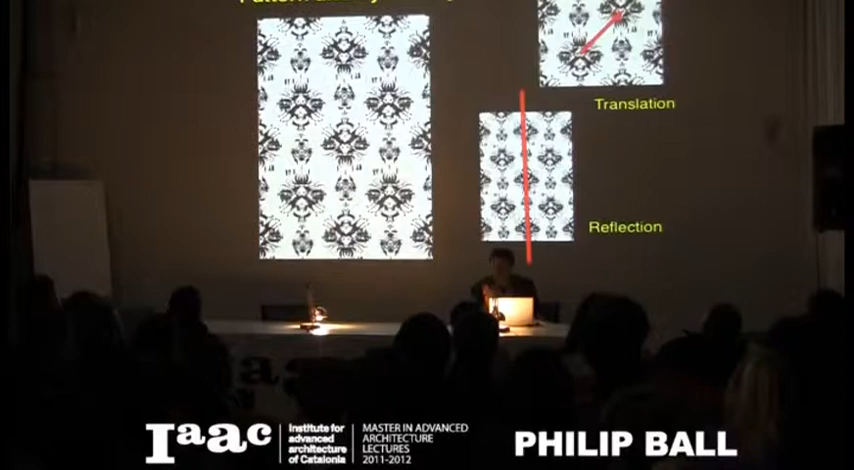 Translation
Reflection
Iaac
Institute for
advanced
architecture
of Catalonia
MASTER IN ADVANCED
ARCHITECTURE
LECTURES
2011-2012
PHILIP BALL